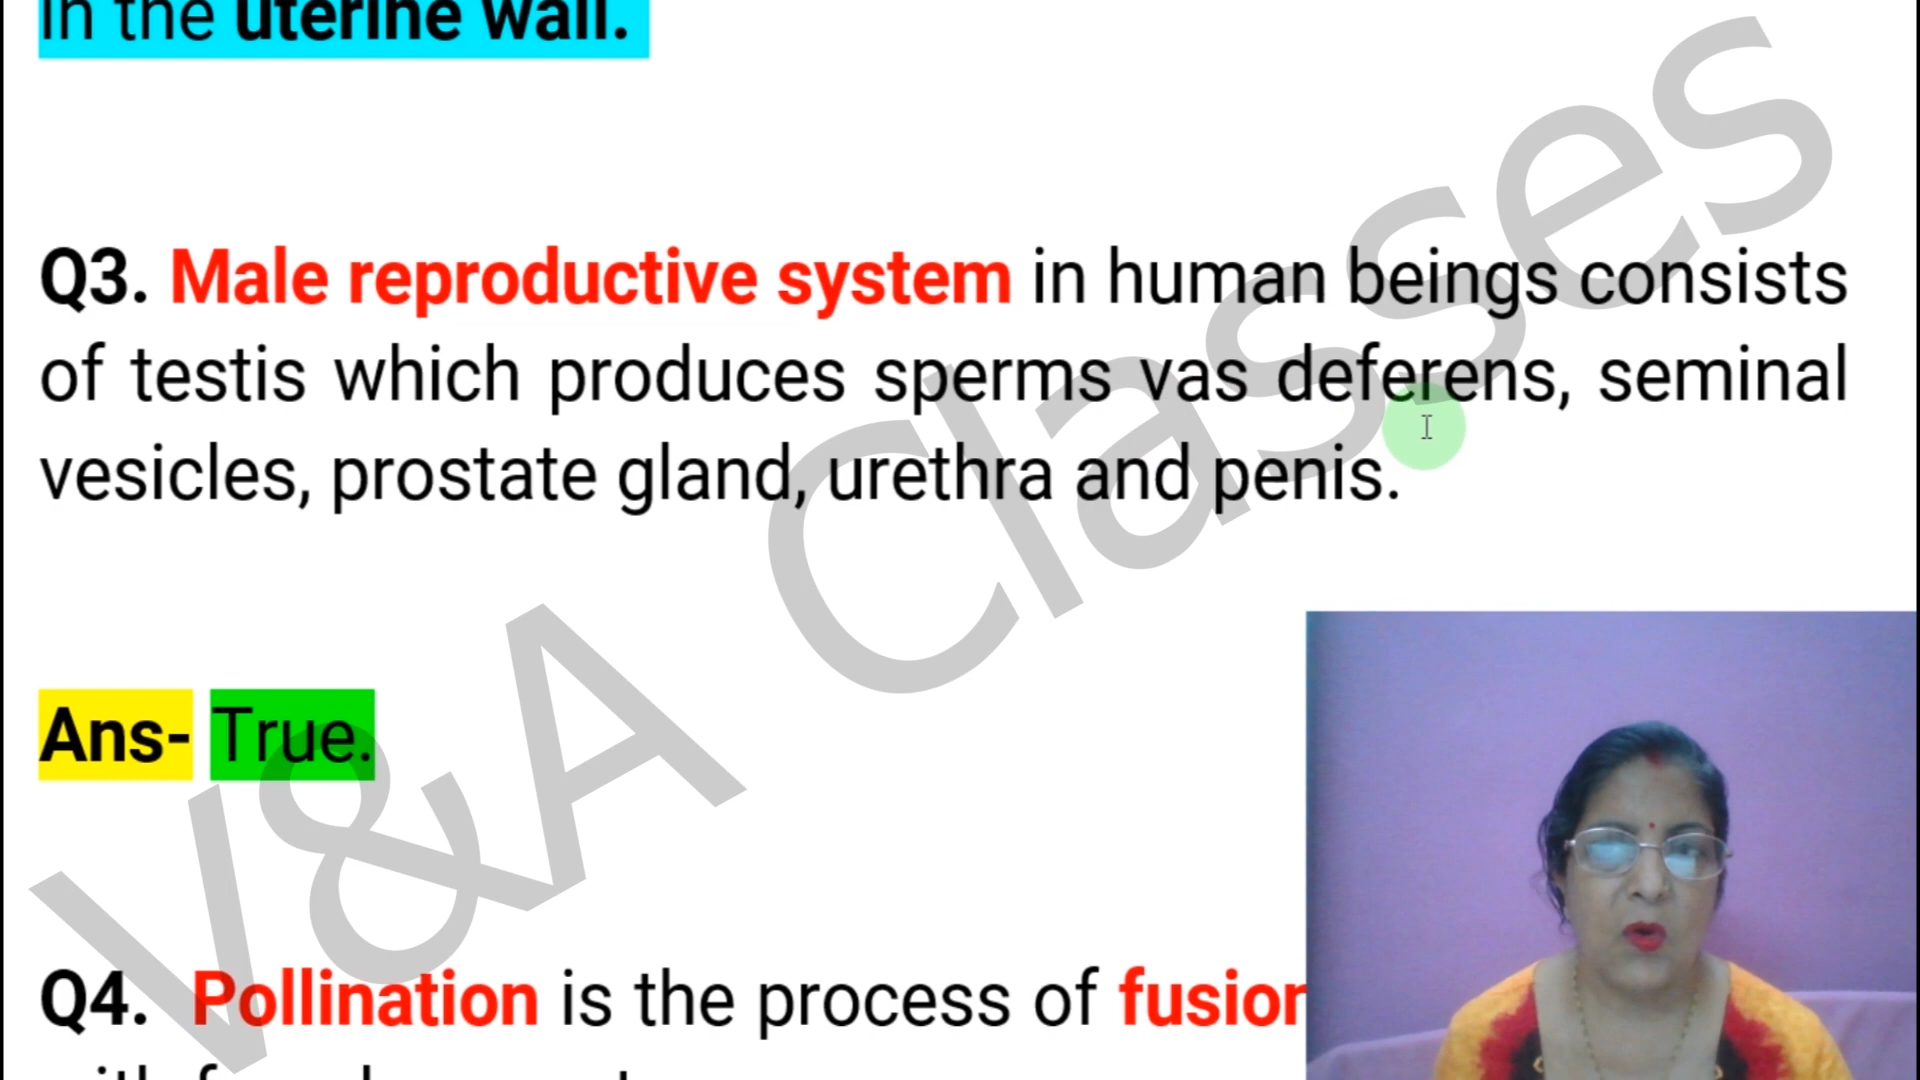 in the uterine wall.
Q3. Male reproductive system in human beings consists
of testis which produces sperms vas deferens, seminal
vesicles, prostate gland, urethra and penis.
Ans- True.
Q4. Pollination is the process of fusion
V&A Classes